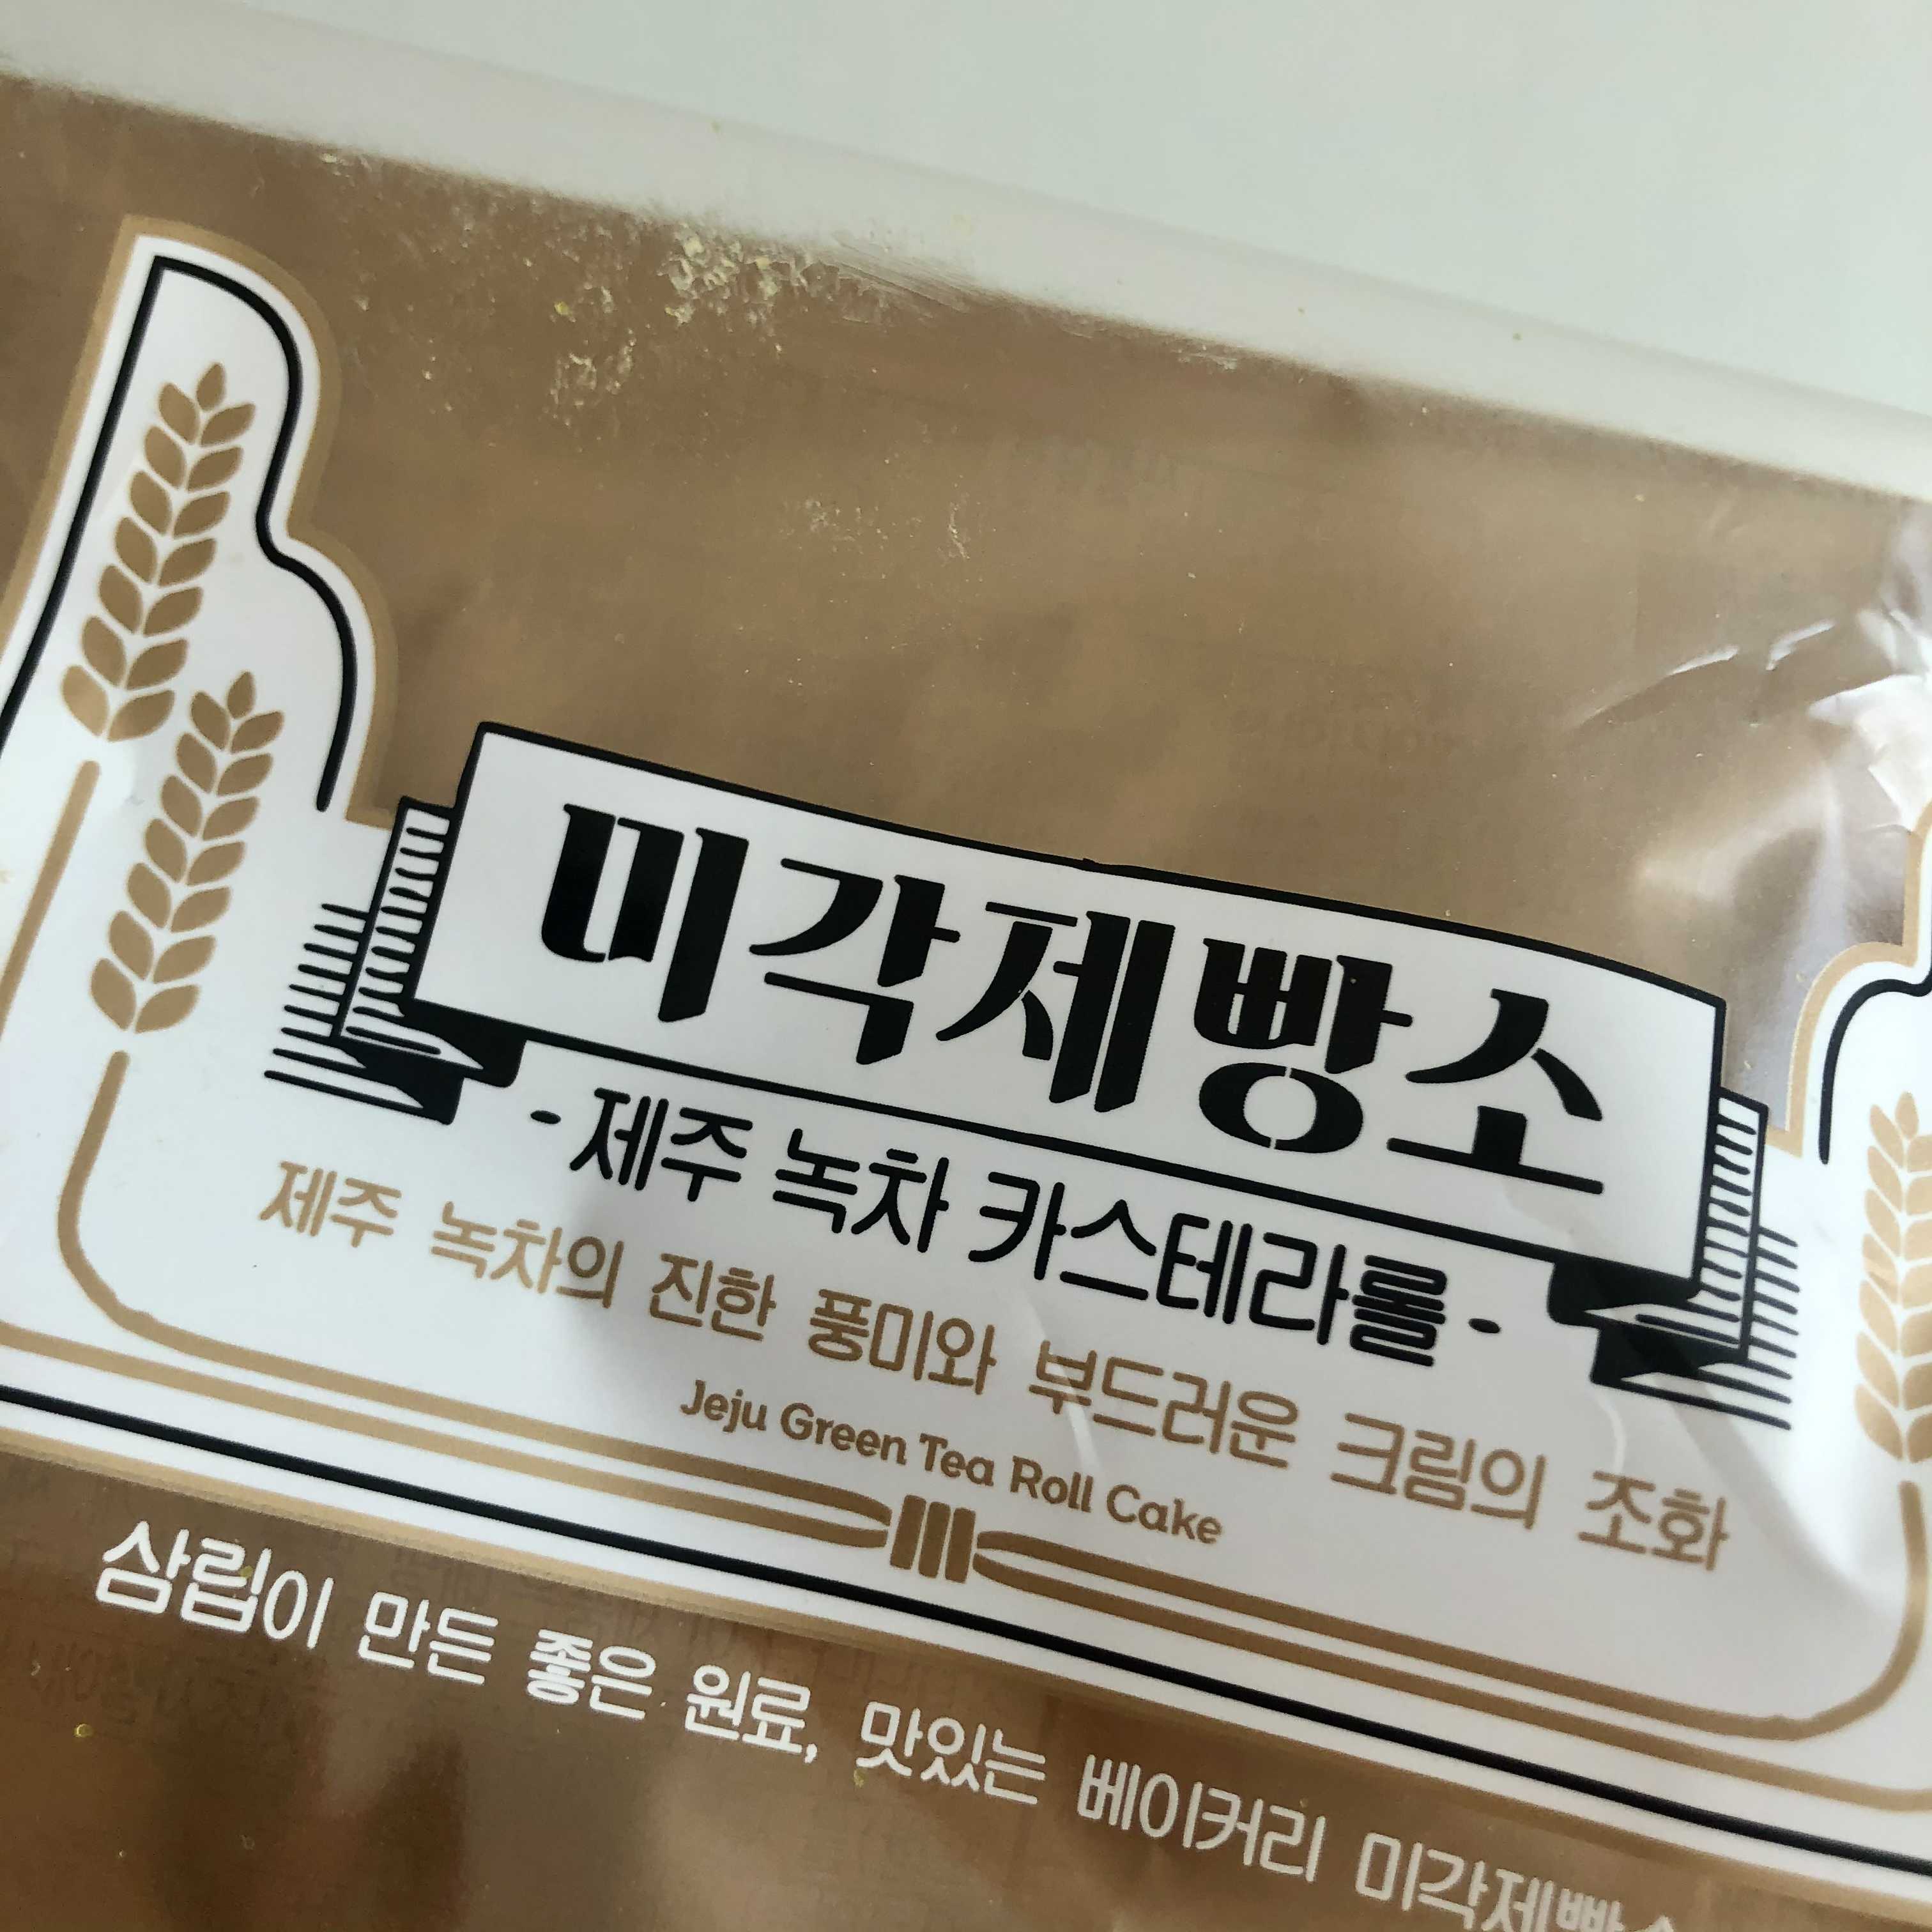 미각제빵소
- 제주 녹차 카스테라롤 -
제주 녹차의 진한 풍미와 부드러운 크림의 조화
Jeju Green Tea Roll Cake
삼립이 만든 좋은 원료, 맛있는 베이커리 미각제빵소